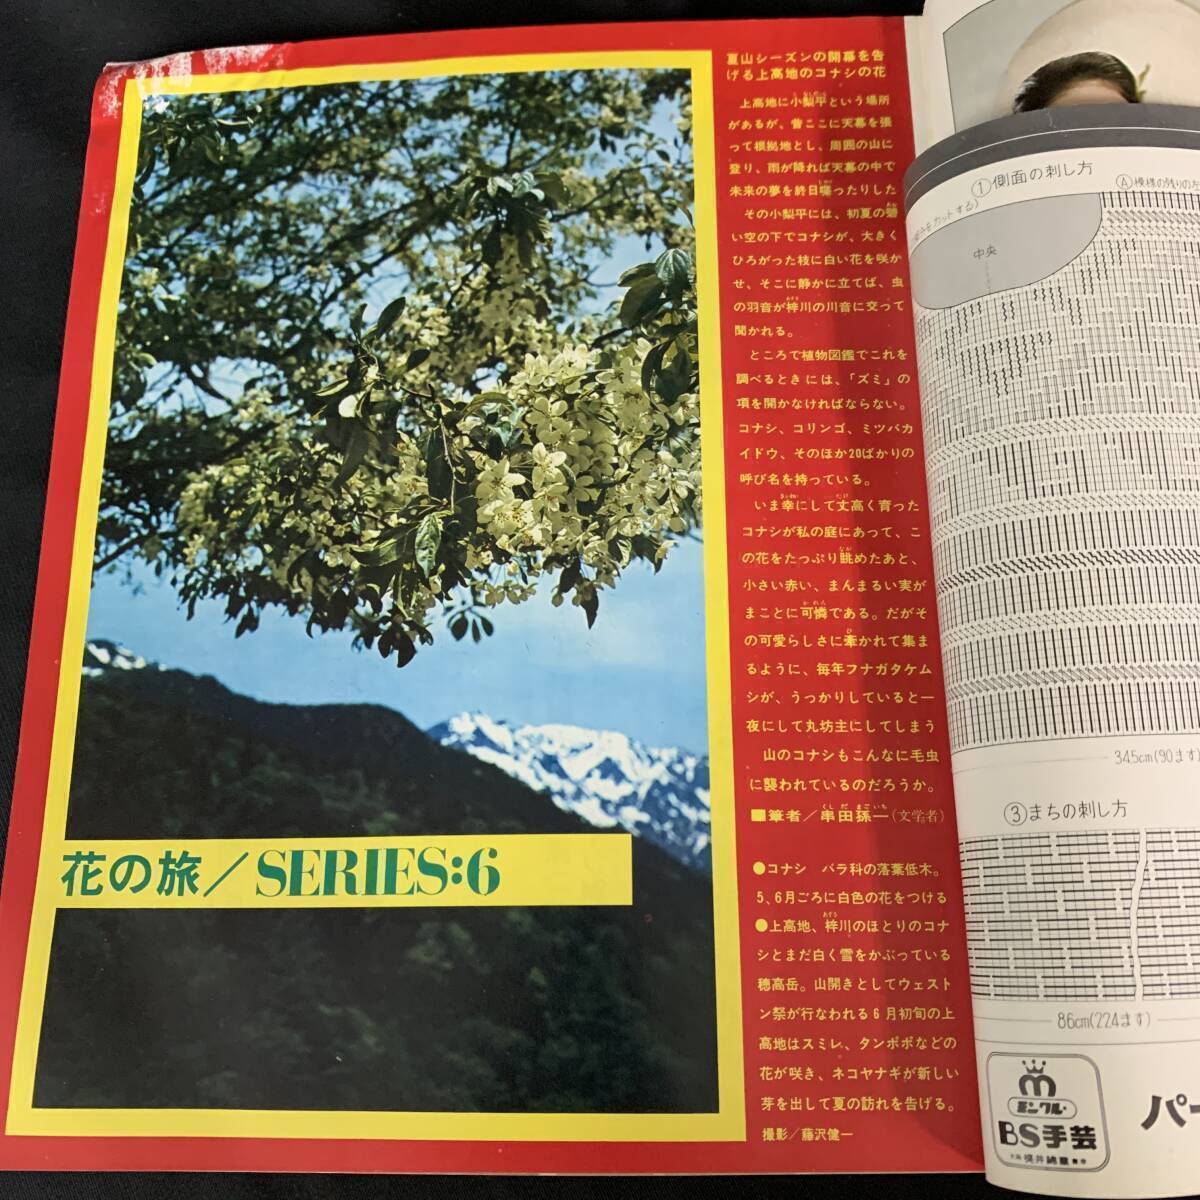 夏山シーズンの開幕を告
げる上高地のコナシの花
上高地に小梨平という場所
があるが、昔ここに天幕を張
って根拠地とし、周囲の山に
登り、雨が降れば天幕の中で
未来の夢を終日喋ったりした
その小梨平には、初夏の碧
い空の下でコナシが、大きく
ひろがった枝に白い花を咲か
せ、そこに静かに立てば、虫
の羽音が梓川の川音に交って
聞かれる。
ところで植物図鑑でこれを
調べるときには、「ズミ」の
項を開かなければならない。
コナシ、コリンゴ、ミツバカ
イドウ、そのほか20ばかりの
呼び名を持っている。
いま幸にして丈高く育った
コナシが私の庭にあって、こ
の花をたっぷり眺めたあと、
小さい赤い、まんまるい実が
まことに可憐である。だがそ
の可愛らしさに牽かれて集ま
るように、毎年フナガタケム
シが、うっかりしていると一
夜にして丸坊主にしてしまう
山のコナシもこんなに毛虫
に襲われているのだろうか。
■筆者／串田孫一(文学者)
●コナシ　バラ科の落葉低木。
5、6月ごろに白色の花をつける
●上高地、梓川のほとりのコナ
シとまだ白く雪をかぶっている
穂高岳。山開きとしてウェスト
ン祭が行なわれる6月初旬の上
高地はスミレ、タンポポなどの
花が咲き、ネコヤナギが新しい
芽を出して夏の訪れを告げる。
撮影／藤沢健一
花の旅／SERIES:6
①側面の刺し方
Ⓐ模様の残りの方
カットする)
中央
345cm(90ます)
③まちの刺し方
86cm(224ます)
ミンクル
BS手芸
パー